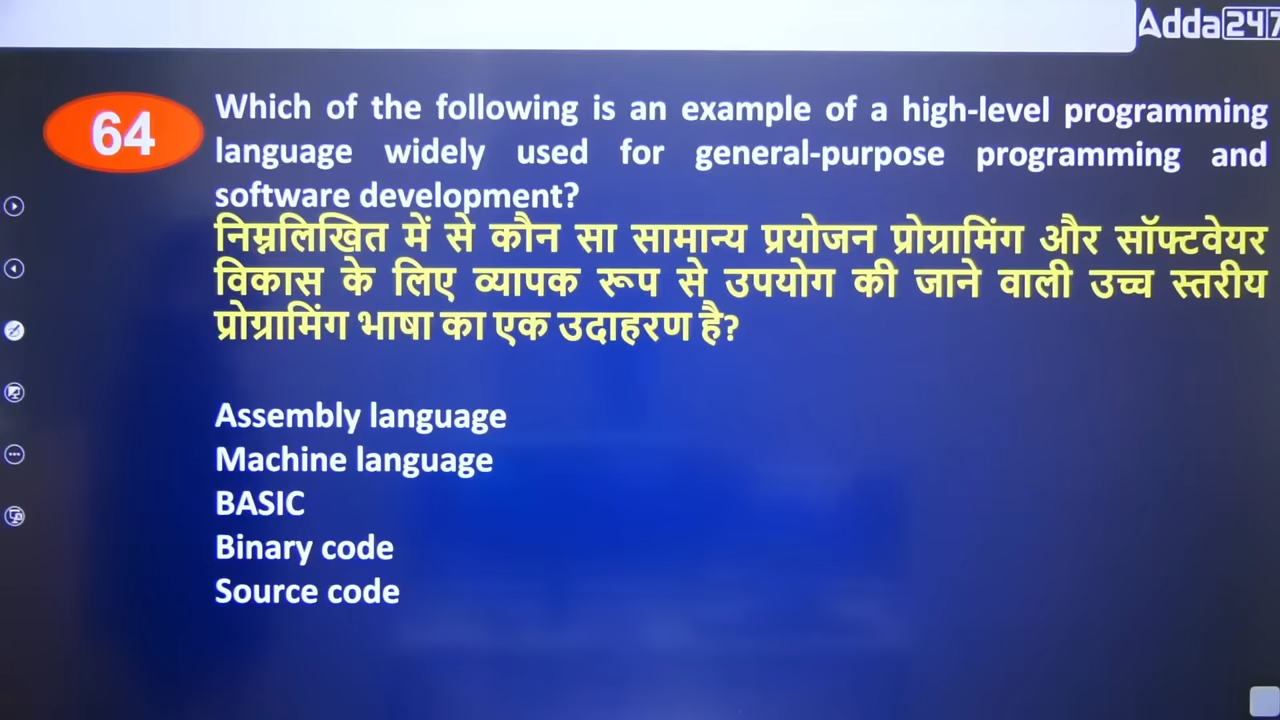 Adda247
64
Which of the following is an example of a high-level programming
language widely used for general-purpose programming and
software development?
निम्नलिखित में से कौन सा सामान्य प्रयोजन प्रोग्रामिंग और सॉफ्टवेयर
विकास के लिए व्यापक रूप से उपयोग की जाने वाली उच्च स्तरीय
प्रोग्रामिंग भाषा का एक उदाहरण है?
Assembly language
Machine language
BASIC
Binary code
Source code